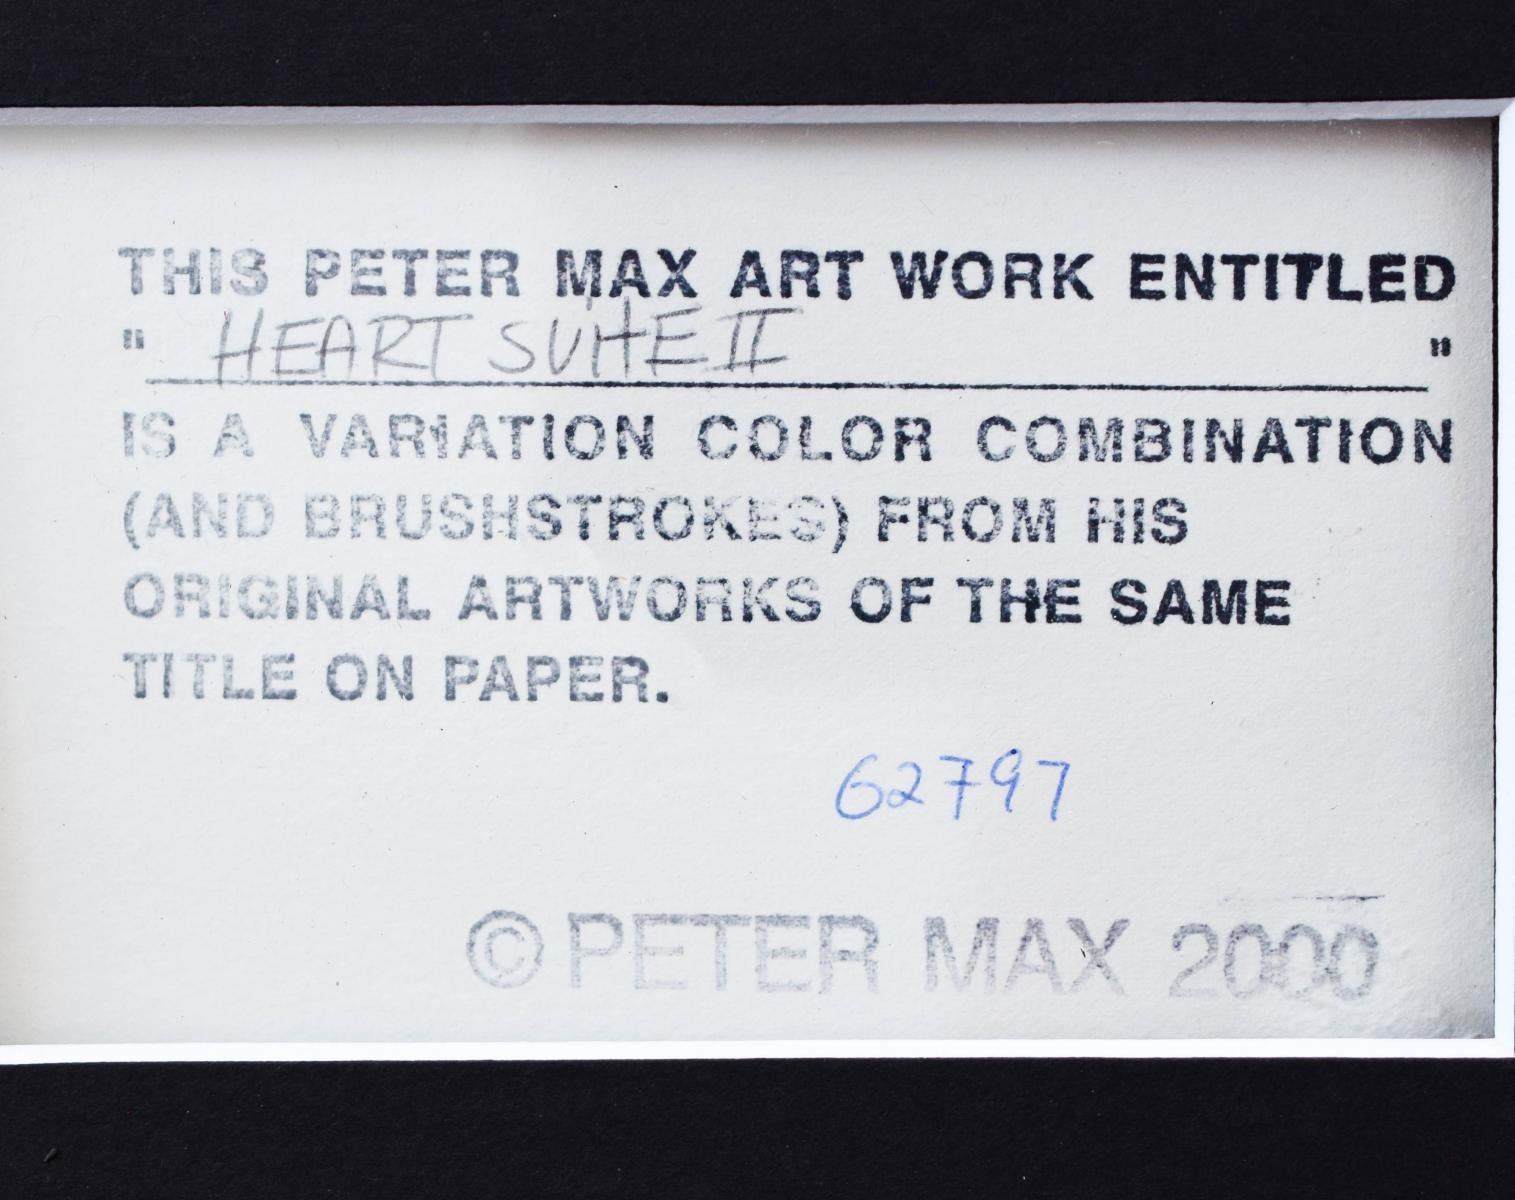 THIS PETER MAX ART WORK ENTITLED
" HEART SUITE II "
IS A VARIATION COLOR COMBINATION
(AND BRUSHSTROKES) FROM HIS
ORIGINAL ARTWORKS OF THE SAME
TITLE ON PAPER.
62797
© PETER MAX 2000